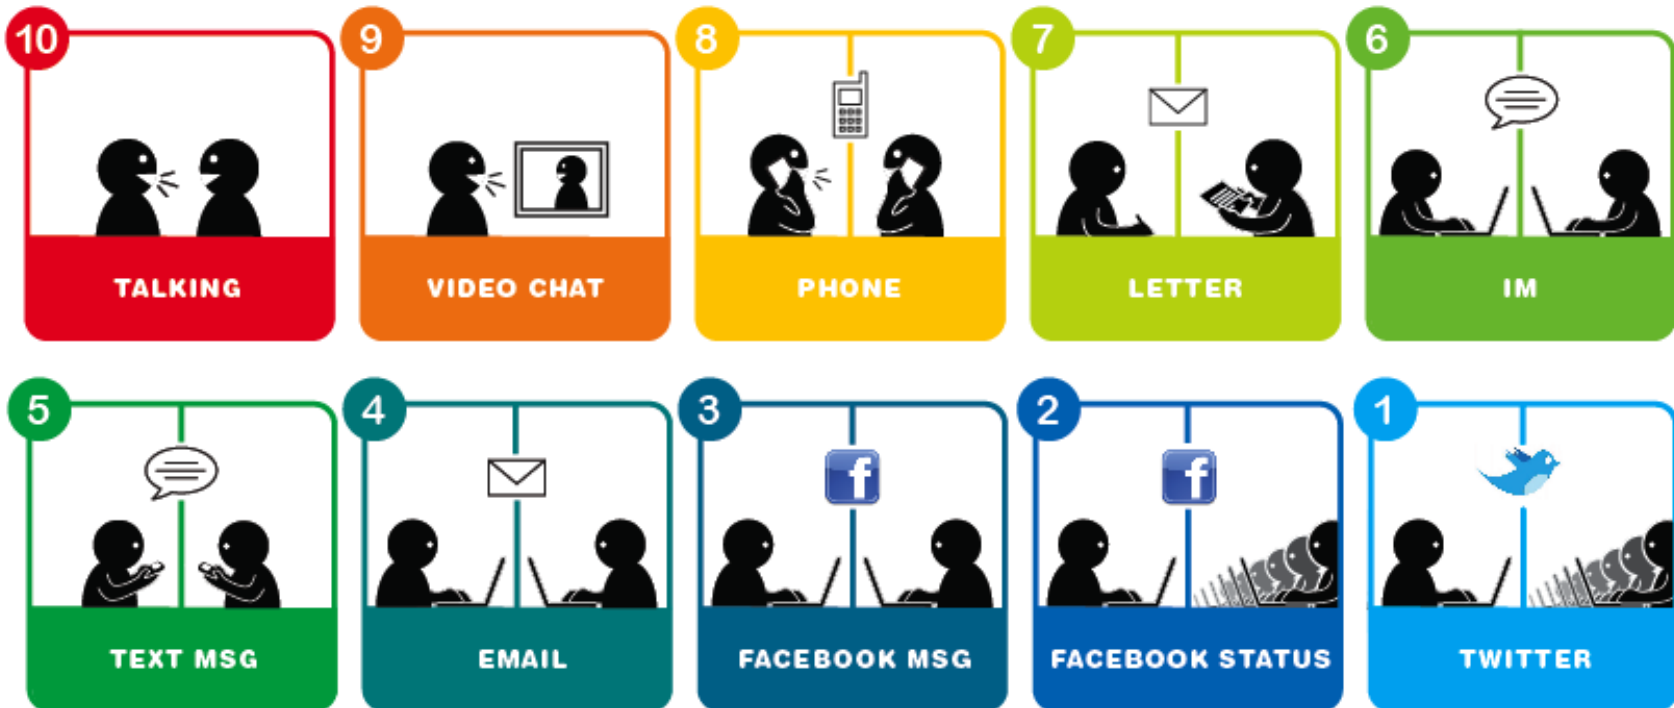 10
TALKING
9
VIDEO CHAT
8
PHONE
7
LETTER
6
IM
5
TEXT MSG
4
EMAIL
3
f
FACEBOOK MSG
2
f
FACEBOOK STATUS
1
TWITTER